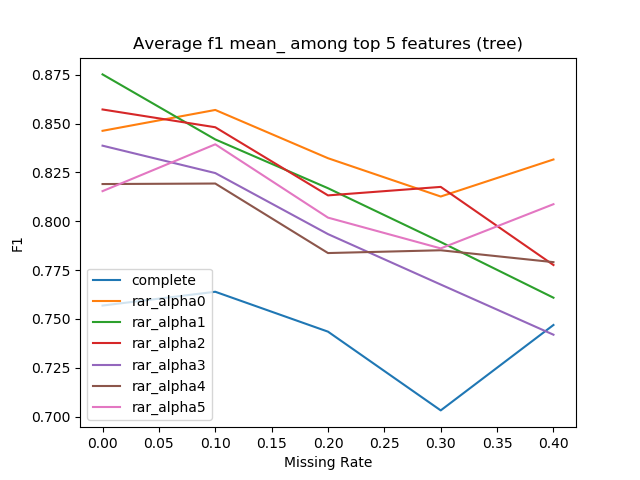 Average f1 mean_ among top 5 features (tree)
F1
0.875
0.850
0.825
0.800
0.775
0.750
0.725
0.700
complete
rar_alpha0
rar_alpha1
rar_alpha2
rar_alpha3
rar_alpha4
rar_alpha5
0.00 0.05 0.10 0.15 0.20 0.25 0.30 0.35 0.40
Missing Rate